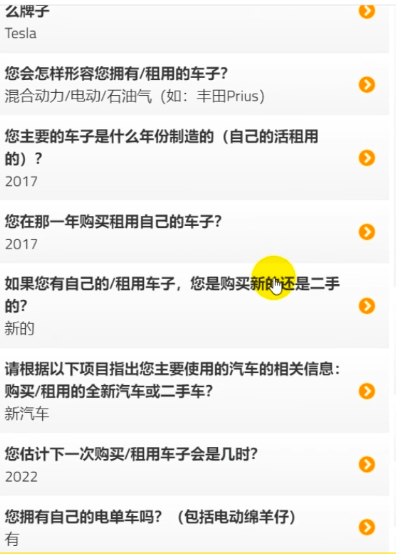 么牌子
Tesla
您会怎样形容您拥有/租用的车子?
混合动力/电动/石油气（如：丰田Prius）
您主要的车子是什么年份制造的（自己的活租用
的）?
2017
您在那一年购买租用自己的车子?
2017
如果您有自己的/租用车子，您是购买新的还是二手
的?
新的
请根据以下项目指出您主要使用的汽车的相关信息：
购买/租用的全新汽车或二手车?
新汽车
您估计下一次购买/租用车子会是几时?
2022
您拥有自己的电单车吗?（包括电动绵羊仔）
有